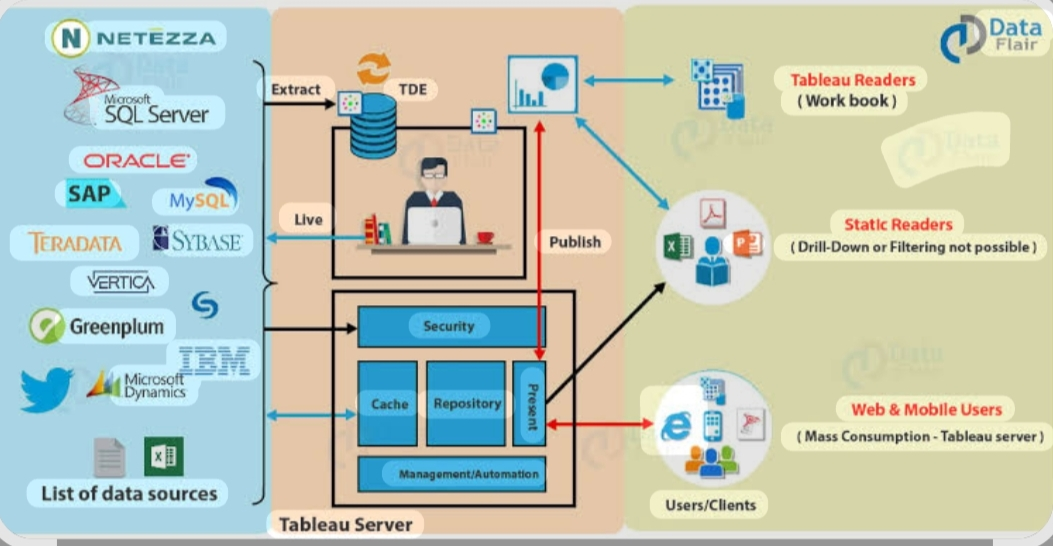 NETEZZA
Microsoft
SQL Server
ORACLE
SAP
MySQL
TERADATA
SYBASE
VERTICA
Greenplum
IBM
Microsoft
Dynamics
List of data sources
Extract
TDE
Live
Publish
Security
Cache
Repository
Present
Management/Automation
Tableau Server
Data
Flair
Tableau Readers
( Work book )
Static Readers
( Drill-Down or Filtering not possible )
Web & Mobile Users
( Mass Consumption - Tableau server )
Users/Clients